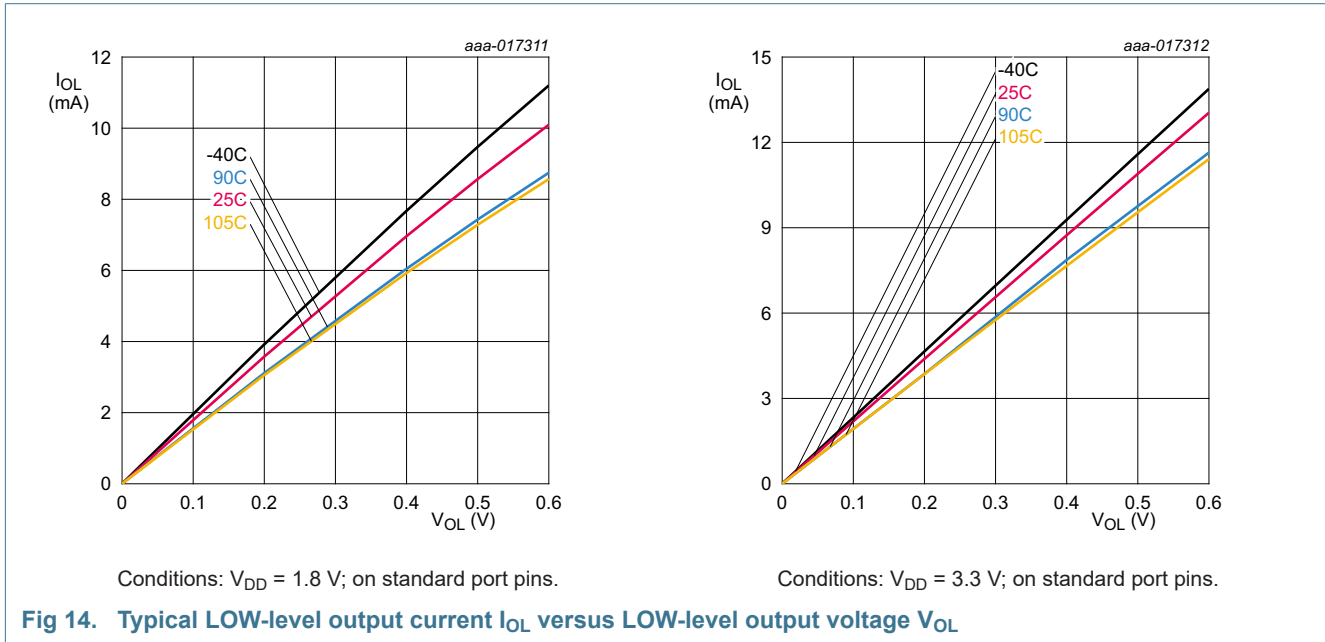 aaa-017311
12
I_OL
(mA)
10
8
6
4
2
0
-40C
90C
25C
105C
0 0.1 0.2 0.3 0.4 0.5 0.6
V_OL (V)
Conditions: V_DD = 1.8 V; on standard port pins.
aaa-017312
15
I_OL
(mA)
12
9
6
3
0
-40C
25C
90C
105C
0 0.1 0.2 0.3 0.4 0.5 0.6
V_OL (V)
Conditions: V_DD = 3.3 V; on standard port pins.
Fig 14. Typical LOW-level output current I_OL versus LOW-level output voltage V_OL